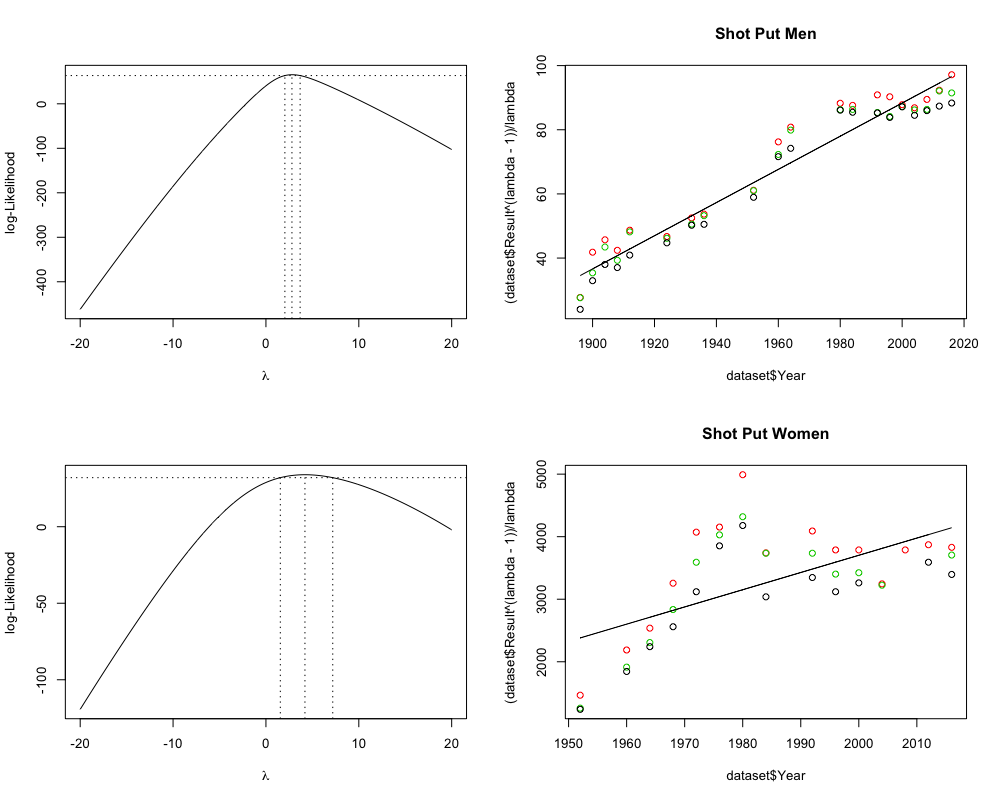 log-Likelihood
0
-100
-200
-300
-400
-20 -10 0 10 20
λ
Shot Put Men
(dataset$Result^(lambda - 1))/lambda
100
80
60
40
1900 1920 1940 1960 1980 2000 2020
dataset$Year
log-Likelihood
0
-50
-100
-20 -10 0 10 20
λ
Shot Put Women
(dataset$Result^(lambda - 1))/lambda
5000
4000
3000
2000
1950 1960 1970 1980 1990 2000 2010
dataset$Year